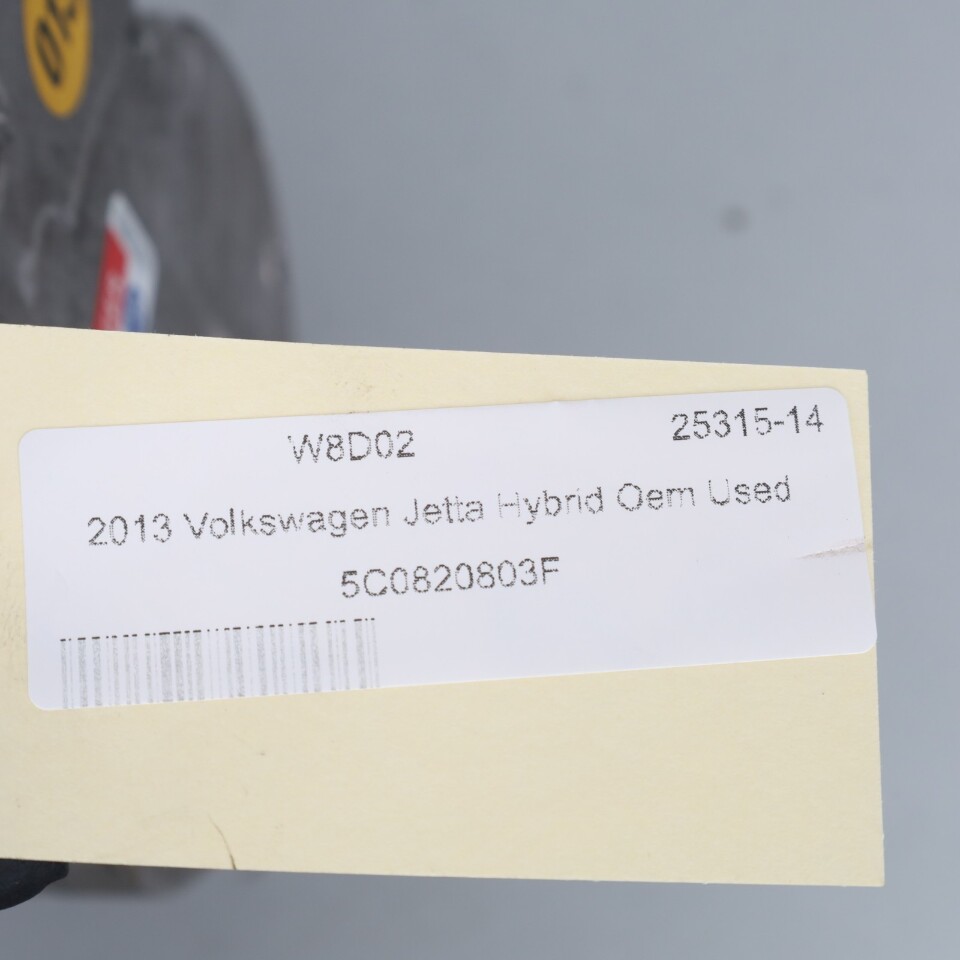 W8D02 25315-14
2013 Volkswagen Jetta Hybrid Oem Used
5C0820803F